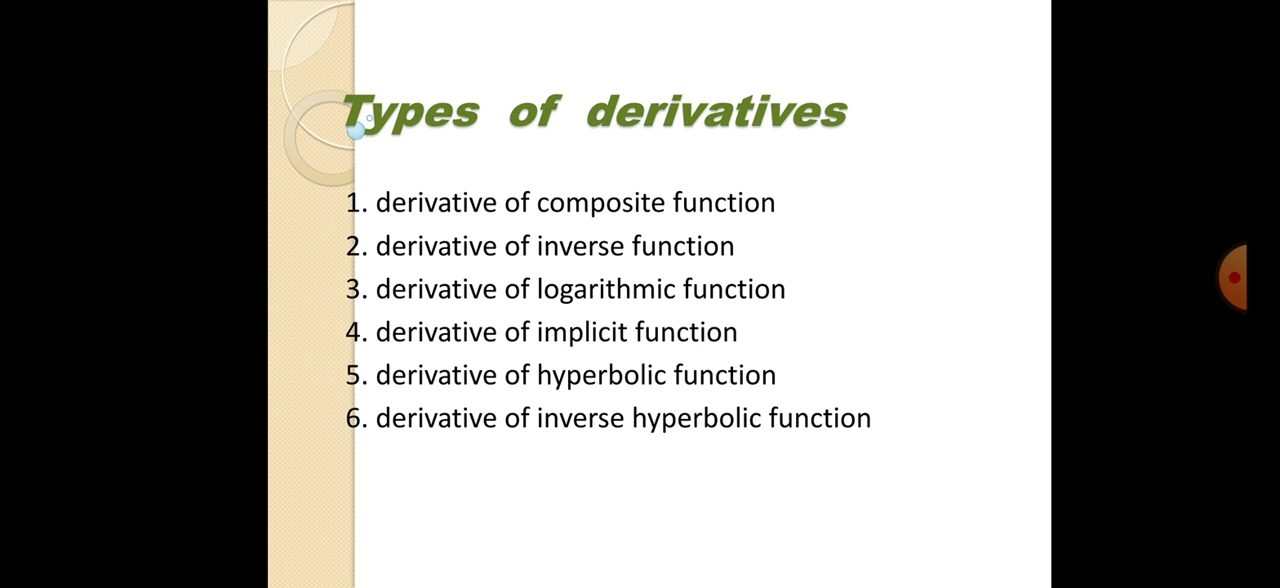 Types of derivatives
1. derivative of composite function
2. derivative of inverse function
3. derivative of logarithmic function
4. derivative of implicit function
5. derivative of hyperbolic function
6. derivative of inverse hyperbolic function